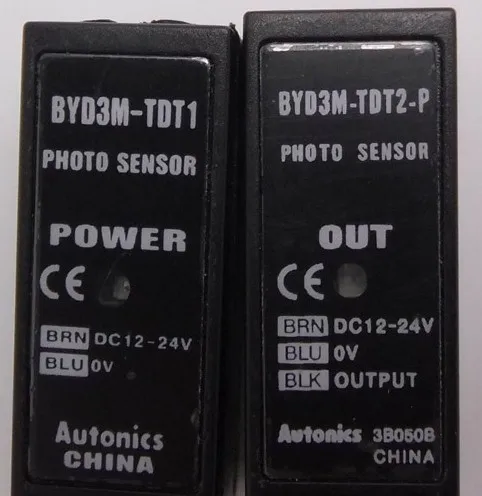 BYD3M-TDT1
PHOTO SENSOR
POWER
CE
BRN DC12-24V
BLU 0V
Autonics
CHINA
BYD3M-TDT2-P
PHOTO SENSOR
OUT
CE
BRN DC12-24V
BLU 0V
BLK OUTPUT
Autonics 3B050B
CHINA